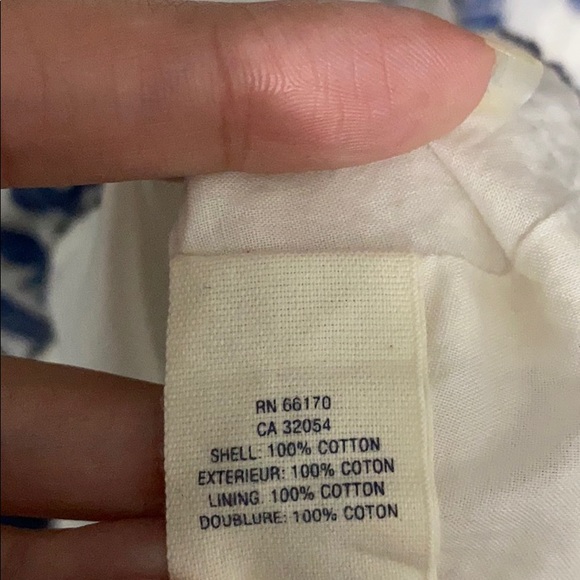 RN 66170
CA 32054
SHELL: 100% COTTON
EXTERIEUR: 100% COTON
LINING: 100% COTTON
DOUBLURE: 100% COTON